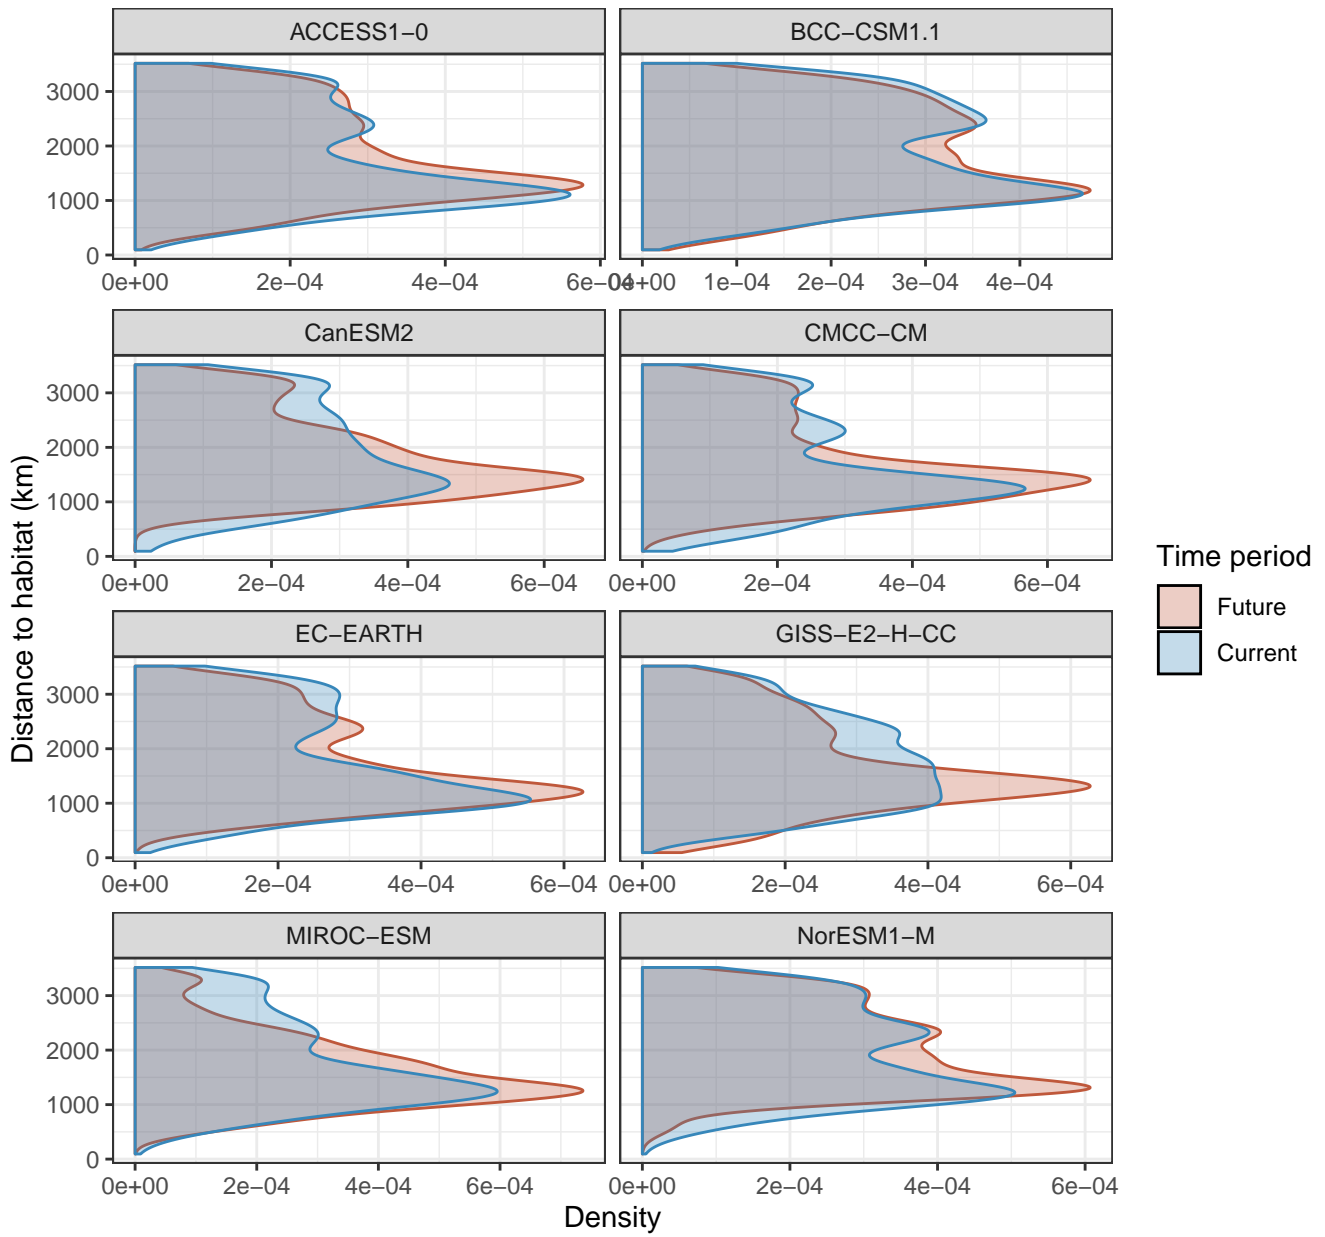 ACCESS1−0
BCC−CSM1.1
3000
2000
1000
0
0e+00 2e−04 4e−04 6e−04
0e+00 1e−04 2e−04 3e−04 4e−04
CanESM2
CMCC−CM
3000
2000
1000
0
0e+00 2e−04 4e−04 6e−04
0e+00 2e−04 4e−04 6e−04
Distance to habitat (km)
EC−EARTH
GISS−E2−H−CC
3000
2000
1000
0
0e+00 2e−04 4e−04 6e−04
0e+00 2e−04 4e−04 6e−04
Time period
Future
Current
MIROC−ESM
NorESM1−M
3000
2000
1000
0
0e+00 2e−04 4e−04 6e−04
0e+00 2e−04 4e−04 6e−04
Density